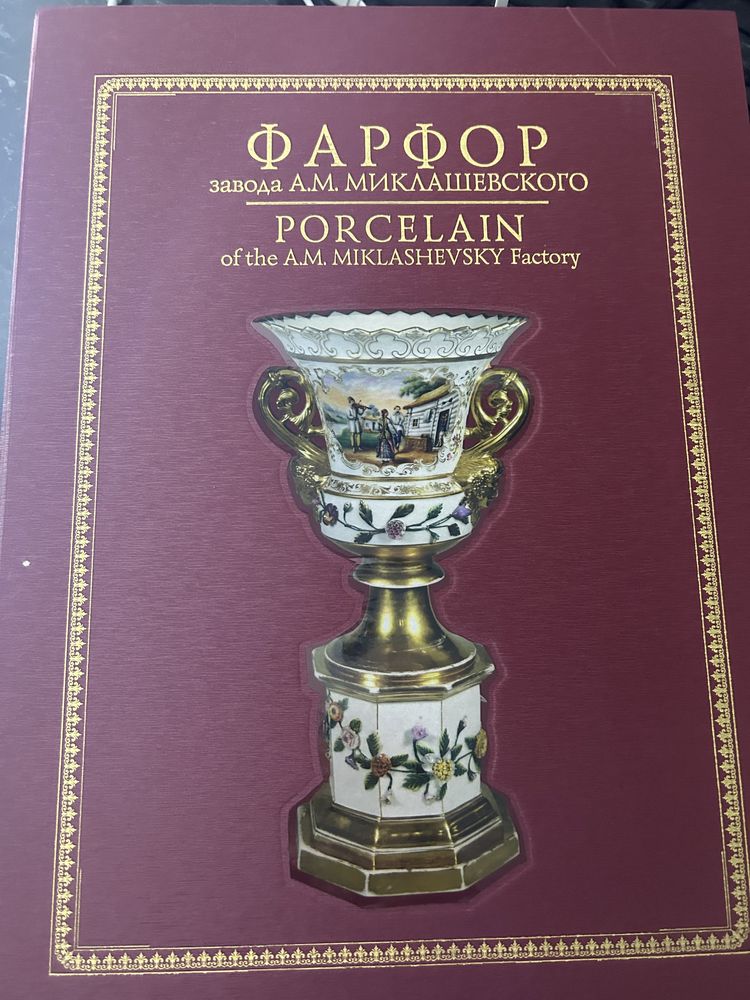 ФАРФОР
завода А.М. МИКЛАШЕВСКОГО
PORCELAIN
of the A.M. MIKLASHEVSKY Factory